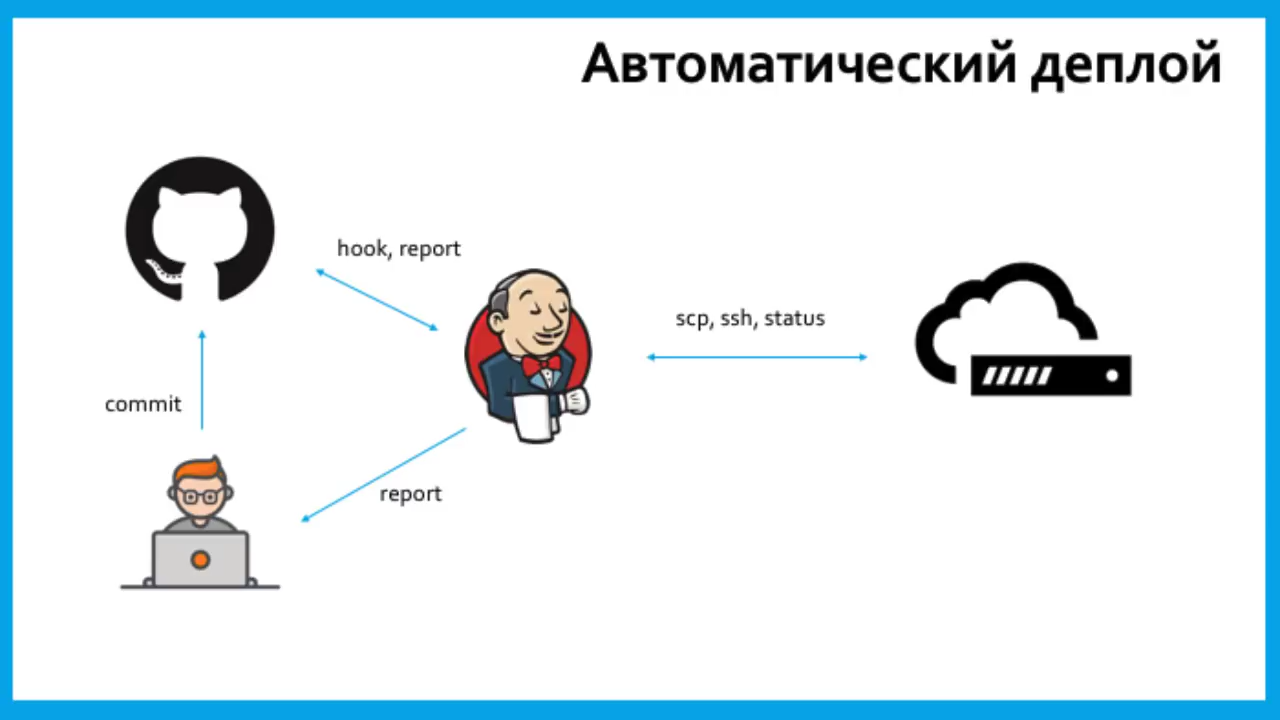 Автоматический деплой
hook, report
scp, ssh, status
commit
report